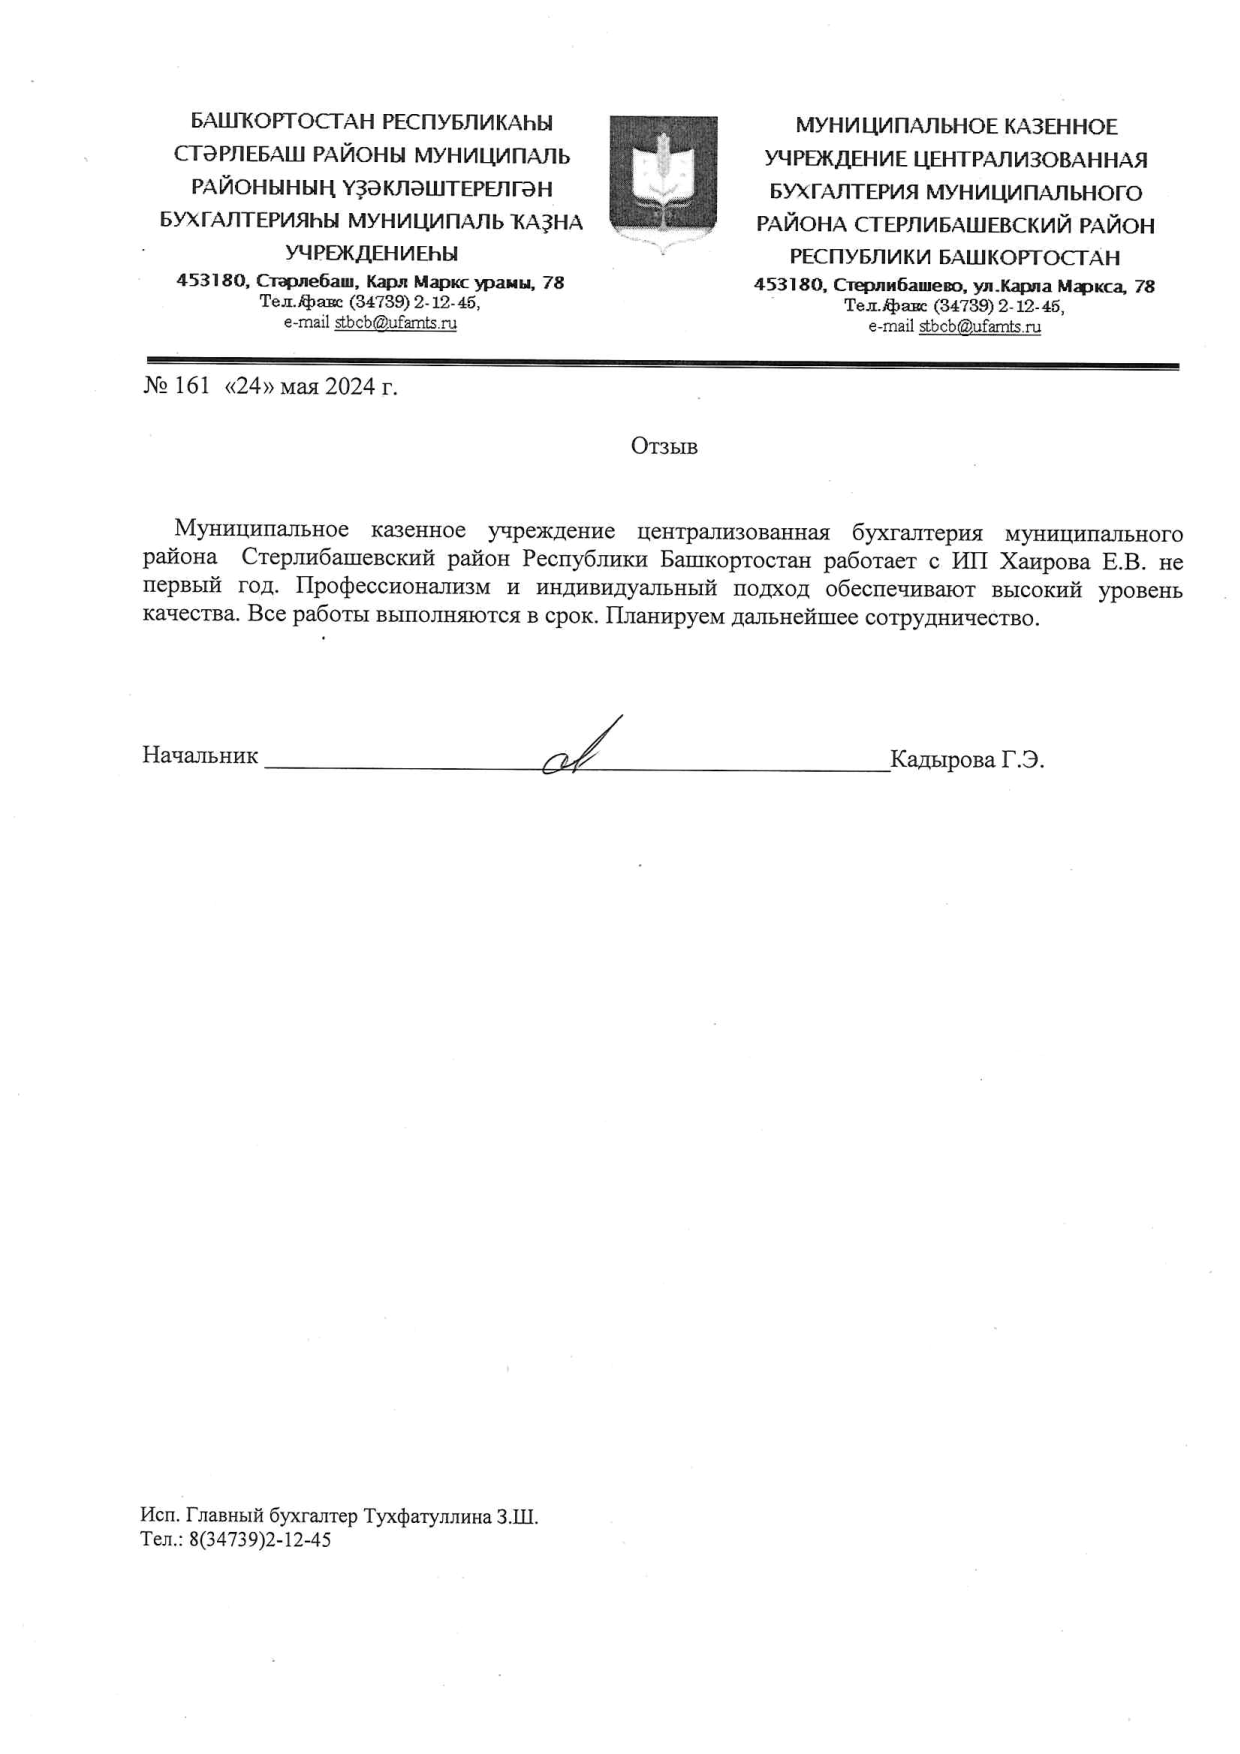 БАШҠОРТОСТАН РЕСПУБЛИКАҺЫ
СТӘРЛЕБАШ РАЙОНЫ МУНИЦИПАЛЬ
РАЙОНЫНЫҢ ҮҘӘКЛӘШТЕРЕЛГӘН
БУХГАЛТЕРИЯҺЫ МУНИЦИПАЛЬ ҠАҘНА
УЧРЕЖДЕНИЕҺЫ
453180, Стәрлебаш, Карл Маркс урамы, 78
Тел./факс (34739) 2-12-45,
e-mail stbcb@ufamts.ru
МУНИЦИПАЛЬНОЕ КАЗЕННОЕ
УЧРЕЖДЕНИЕ ЦЕНТРАЛИЗОВАННАЯ
БУХГАЛТЕРИЯ МУНИЦИПАЛЬНОГО
РАЙОНА СТЕРЛИБАШЕВСКИЙ РАЙОН
РЕСПУБЛИКИ БАШКОРТОСТАН
453180, Стерлибашево, ул.Карла Маркса, 78
Тел./факс (34739) 2-12-45,
e-mail stbcb@ufamts.ru
№ 161 «24» мая 2024 г.
Отзыв
Муниципальное казенное учреждение централизованная бухгалтерия муниципального
района Стерлибашевский район Республики Башкортостан работает с ИП Хаирова Е.В. не
первый год. Профессионализм и индивидуальный подход обеспечивают высокий уровень
качества. Все работы выполняются в срок. Планируем дальнейшее сотрудничество.
Начальник Кадырова Г.Э.
Исп. Главный бухгалтер Тухфатуллина З.Ш.
Тел.: 8(34739)2-12-45